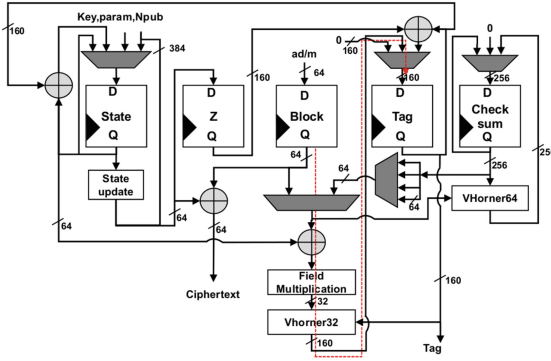 Key,param,Npub
160
384
0
160
160
ad/m
64
160
0
256
D
State
Q
D
Z
Q
D
Block
Q
D
Tag
Q
D
Check
sum
Q
State
update
64
64
64
256
25
VHorner64
64
64
64
Ciphertext
Field
Multiplication
32
Vhorner32
160
160
Tag